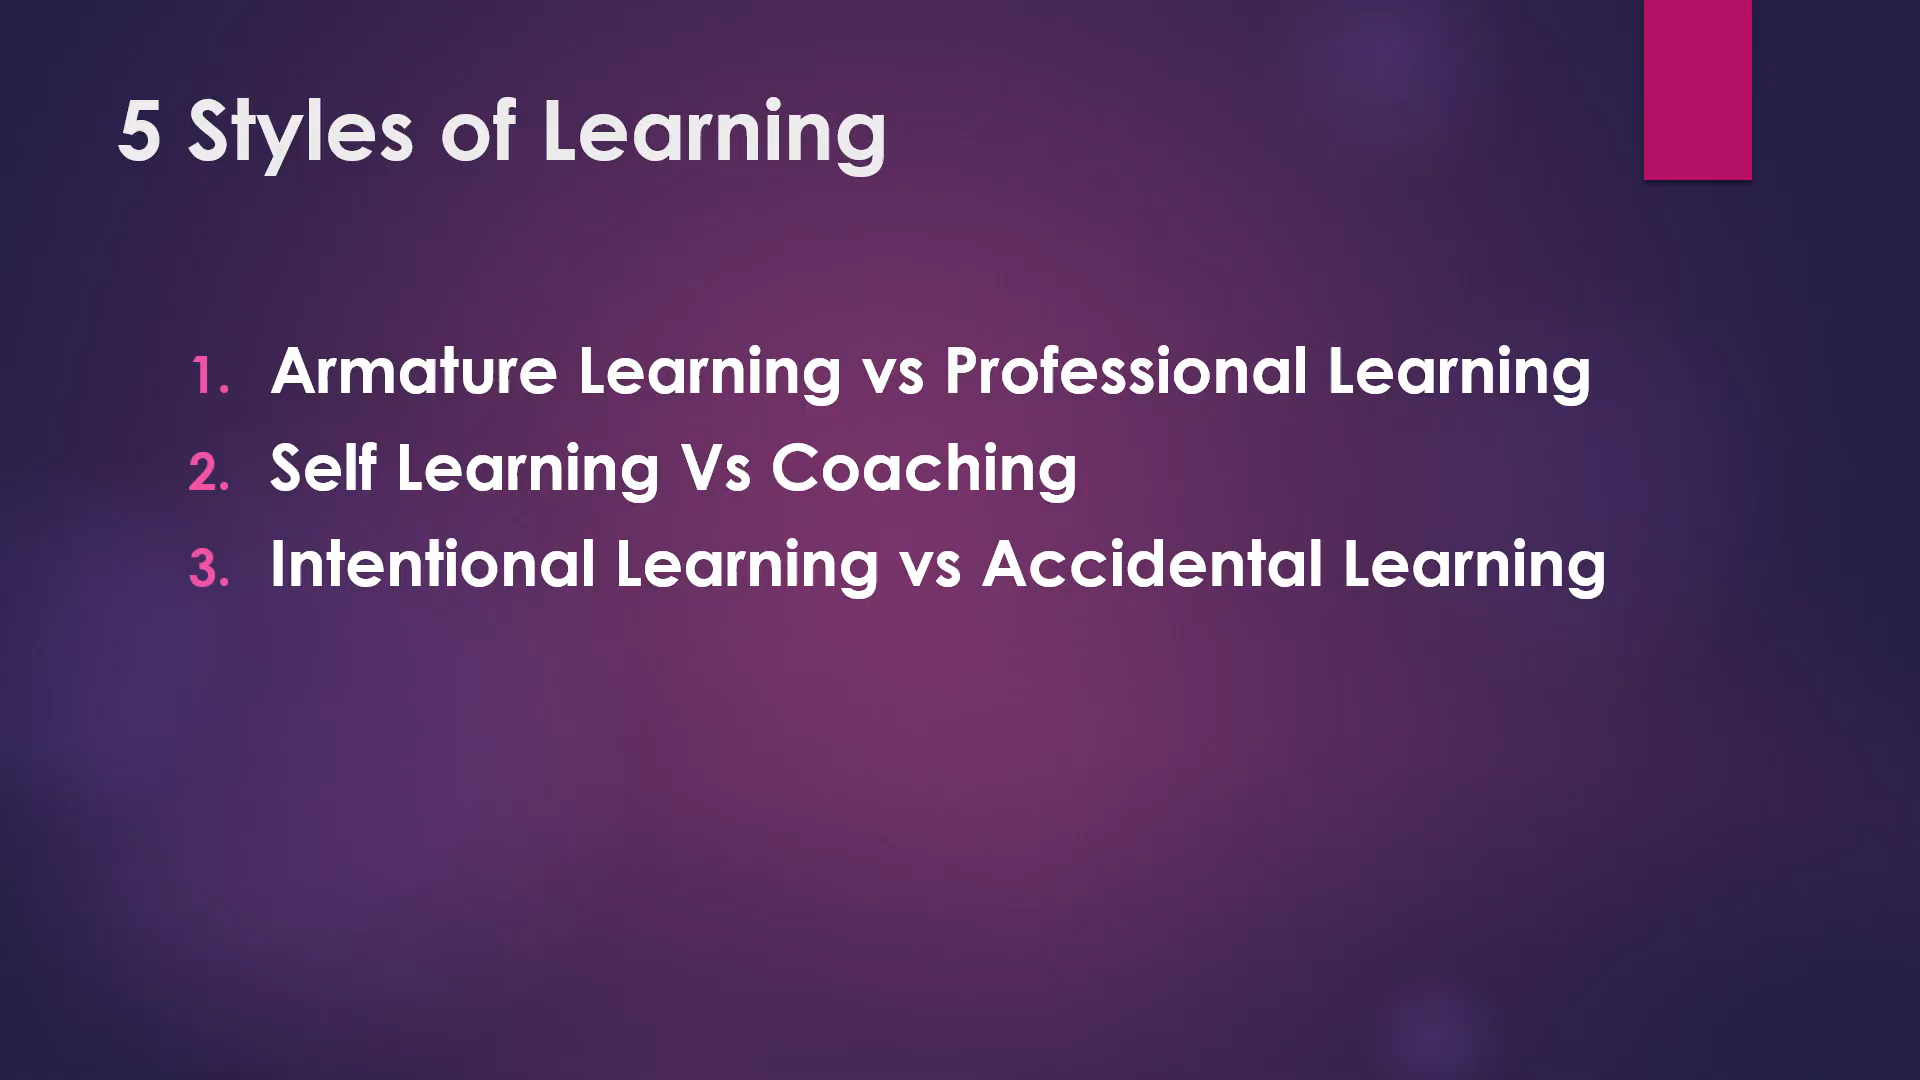 5 Styles of Learning
1. Armature Learning vs Professional Learning
2. Self Learning Vs Coaching
3. Intentional Learning vs Accidental Learning